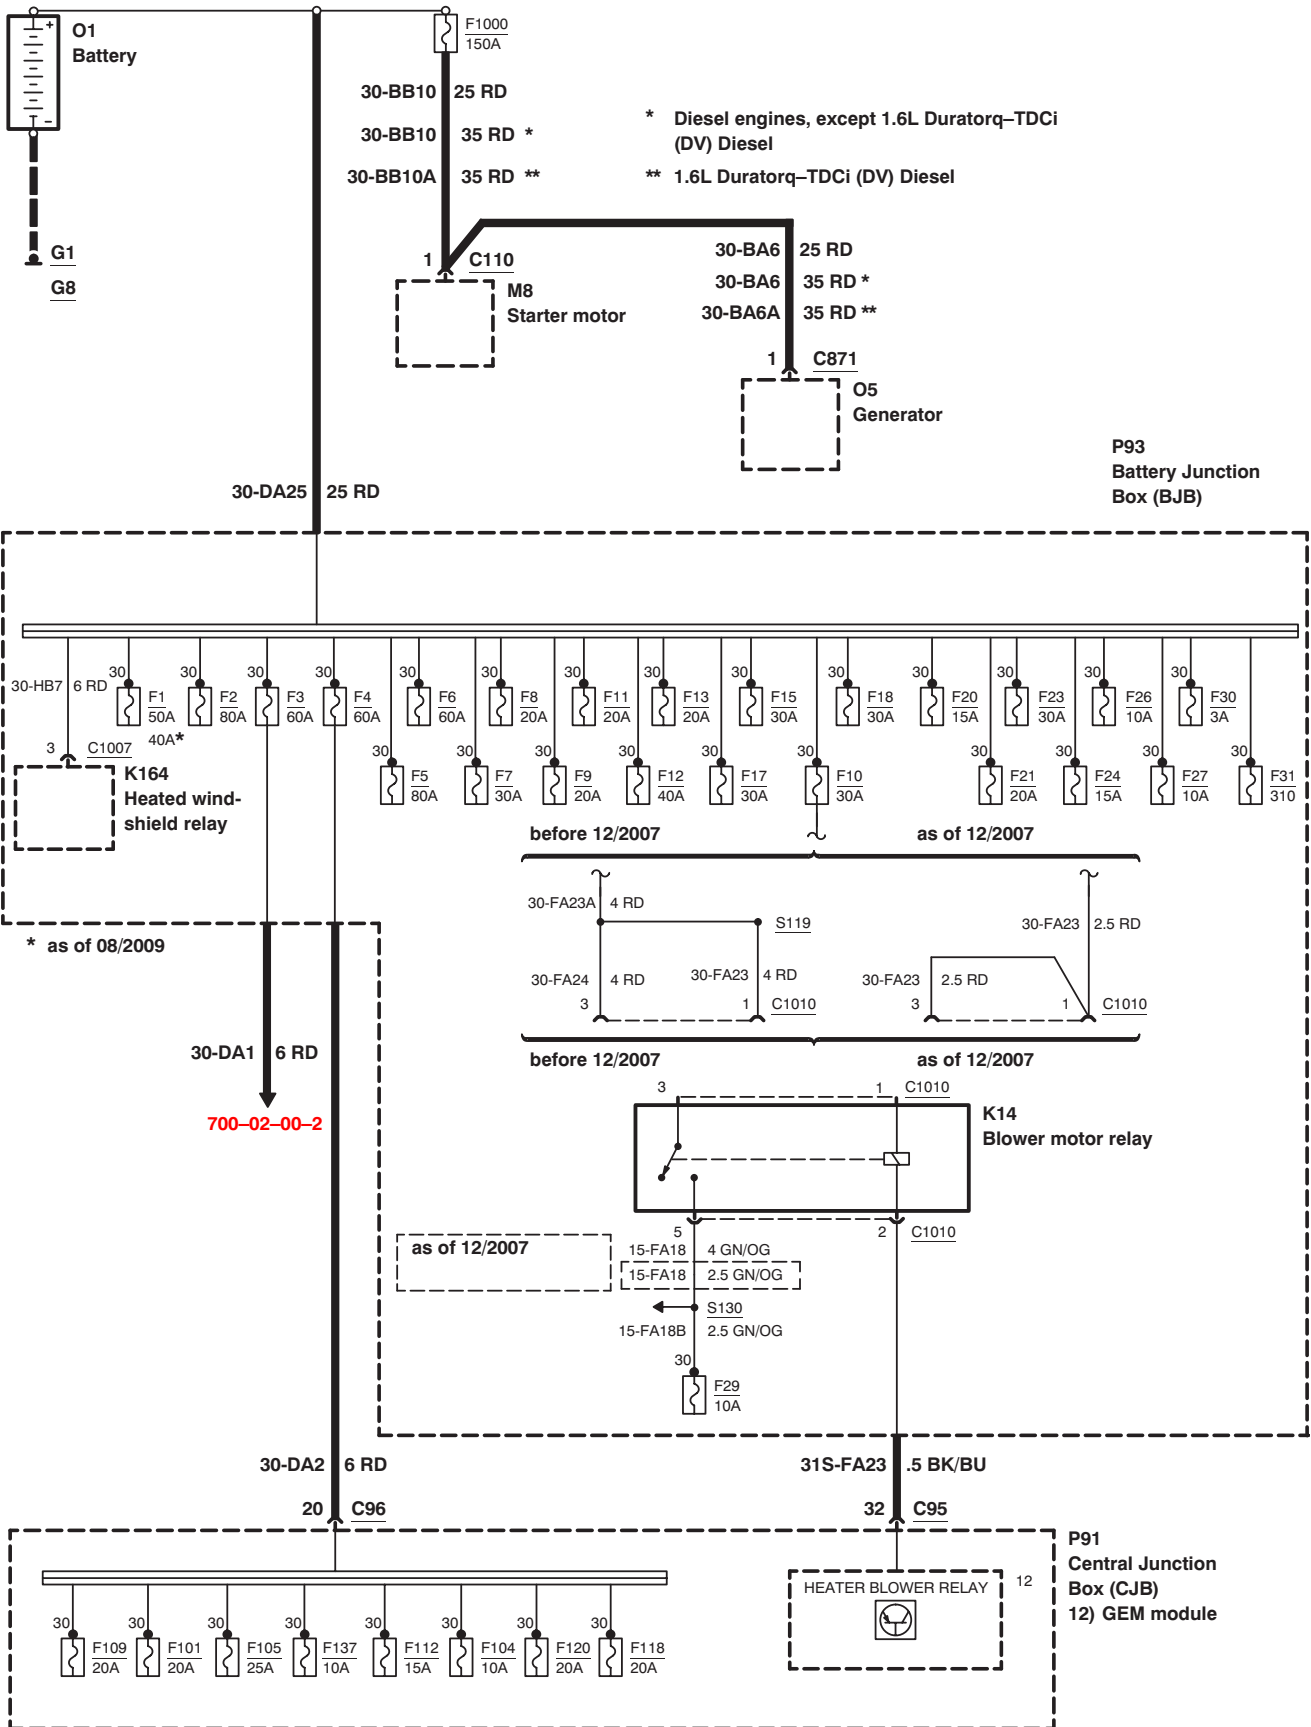 O1
Battery
+
−
F1000
150A
30-BB10 25 RD
30-BB10 35 RD *
30-BB10A 35 RD **
* Diesel engines, except 1.6L Duratorq–TDCi
(DV) Diesel
** 1.6L Duratorq–TDCi (DV) Diesel
G1
G8
1 C110
M8
Starter motor
30-BA6 25 RD
30-BA6 35 RD *
30-BA6A 35 RD **
1 C871
O5
Generator
P93
Battery Junction
Box (BJB)
30-DA25 25 RD
30-HB7 6 RD
30 F1
50A
40A*
30 F2
80A
30 F3
60A
30 F4
60A
30 F6
60A
30 F8
20A
30 F11
20A
30 F13
20A
30 F15
30A
30 F18
30A
30 F20
15A
30 F23
30A
30 F26
10A
30 F30
3A
3 C1007
K164
Heated wind-
shield relay
30 F5
80A
30 F7
30A
30 F9
20A
30 F12
40A
30 F17
30A
30 F10
30A
30 F21
20A
30 F24
15A
30 F27
10A
30 F31
310
before 12/2007 as of 12/2007
30-FA23A 4 RD
S119
30-FA23 2.5 RD
* as of 08/2009
30-FA24 4 RD
30-FA23 4 RD
30-FA23 2.5 RD
3 1 C1010
3 1 C1010
before 12/2007 as of 12/2007
30-DA1 6 RD
700–02–00–2
3 1 C1010
K14
Blower motor relay
5 2 C1010
as of 12/2007
15-FA18 4 GN/OG
15-FA18 2.5 GN/OG
S130
15-FA18B 2.5 GN/OG
30 F29
10A
30-DA2 6 RD
31S-FA23 .5 BK/BU
20 C96
32 C95
P91
Central Junction
Box (CJB)
12) GEM module
HEATER BLOWER RELAY 12
30 F109
20A
30 F101
20A
30 F105
25A
30 F137
10A
30 F112
15A
30 F104
10A
30 F120
20A
30 F118
20A